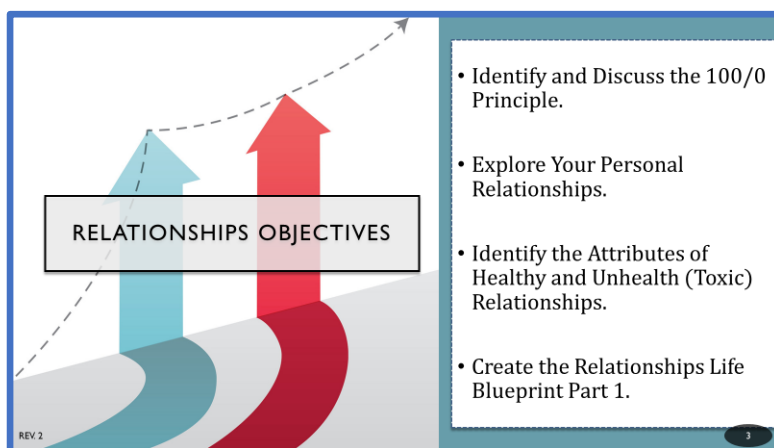 RELATIONSHIPS OBJECTIVES
• Identify and Discuss the 100/0
Principle.
• Explore Your Personal
Relationships.
• Identify the Attributes of
Healthy and Unhealth (Toxic)
Relationships.
• Create the Relationships Life
Blueprint Part 1.
REV. 2
3